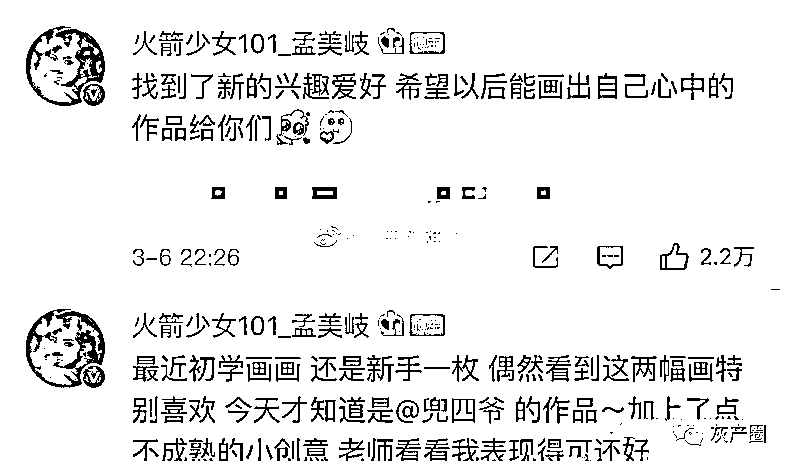 火箭少女101_孟美岐
找到了新的兴趣爱好 希望以后能画出自己心中的
作品给你们
3-6 22:26
2.2万
火箭少女101_孟美岐
最近初学画画 还是新手一枚 偶然看到这两幅画特
别喜欢 今天才知道是@兜四爷 的作品~加上了点
不成熟的小创意 老师看看我表现得可还好
灰产圈